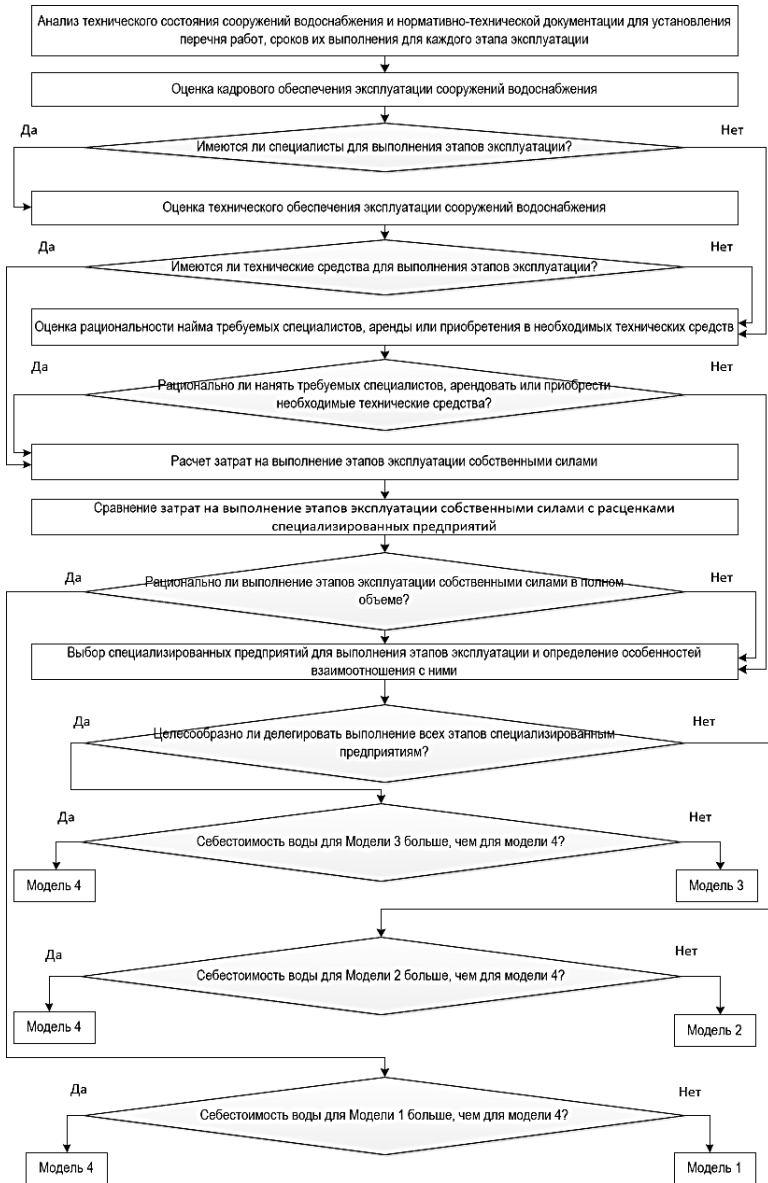 Анализ технического состояния сооружений водоснабжения и нормативно-технической документации для установления
перечня работ, сроков их выполнения для каждого этапа эксплуатации
Оценка кадрового обеспечения эксплуатации сооружений водоснабжения
Да
Нет
Имеются ли специалисты для выполнения этапов эксплуатации?
Оценка технического обеспечения эксплуатации сооружений водоснабжения
Да
Нет
Имеются ли технические средства для выполнения этапов эксплуатации?
Оценка рациональности найма требуемых специалистов, аренды или приобретения в необходимых технических средств
Да
Нет
Рационально ли нанять требуемых специалистов, арендовать или приобрести
необходимые технические средства?
Расчет затрат на выполнение этапов эксплуатации собственными силами
Сравнение затрат на выполнение этапов эксплуатации собственными силами с расценками
специализированных предприятий
Да
Нет
Рационально ли выполнение этапов эксплуатации собственными силами в полном
объеме?
Выбор специализированных предприятий для выполнения этапов эксплуатации и определение особенностей
взаимоотношения с ними
Да
Нет
Целесообразно ли делегировать выполнение всех этапов специализированным
предприятиям?
Да
Нет
Себестоимость воды для Модели 3 больше, чем для модели 4?
Модель 4
Модель 3
Да
Нет
Себестоимость воды для Модели 2 больше, чем для модели 4?
Модель 4
Модель 2
Да
Нет
Себестоимость воды для Модели 1 больше, чем для модели 4?
Модель 4
Модель 1